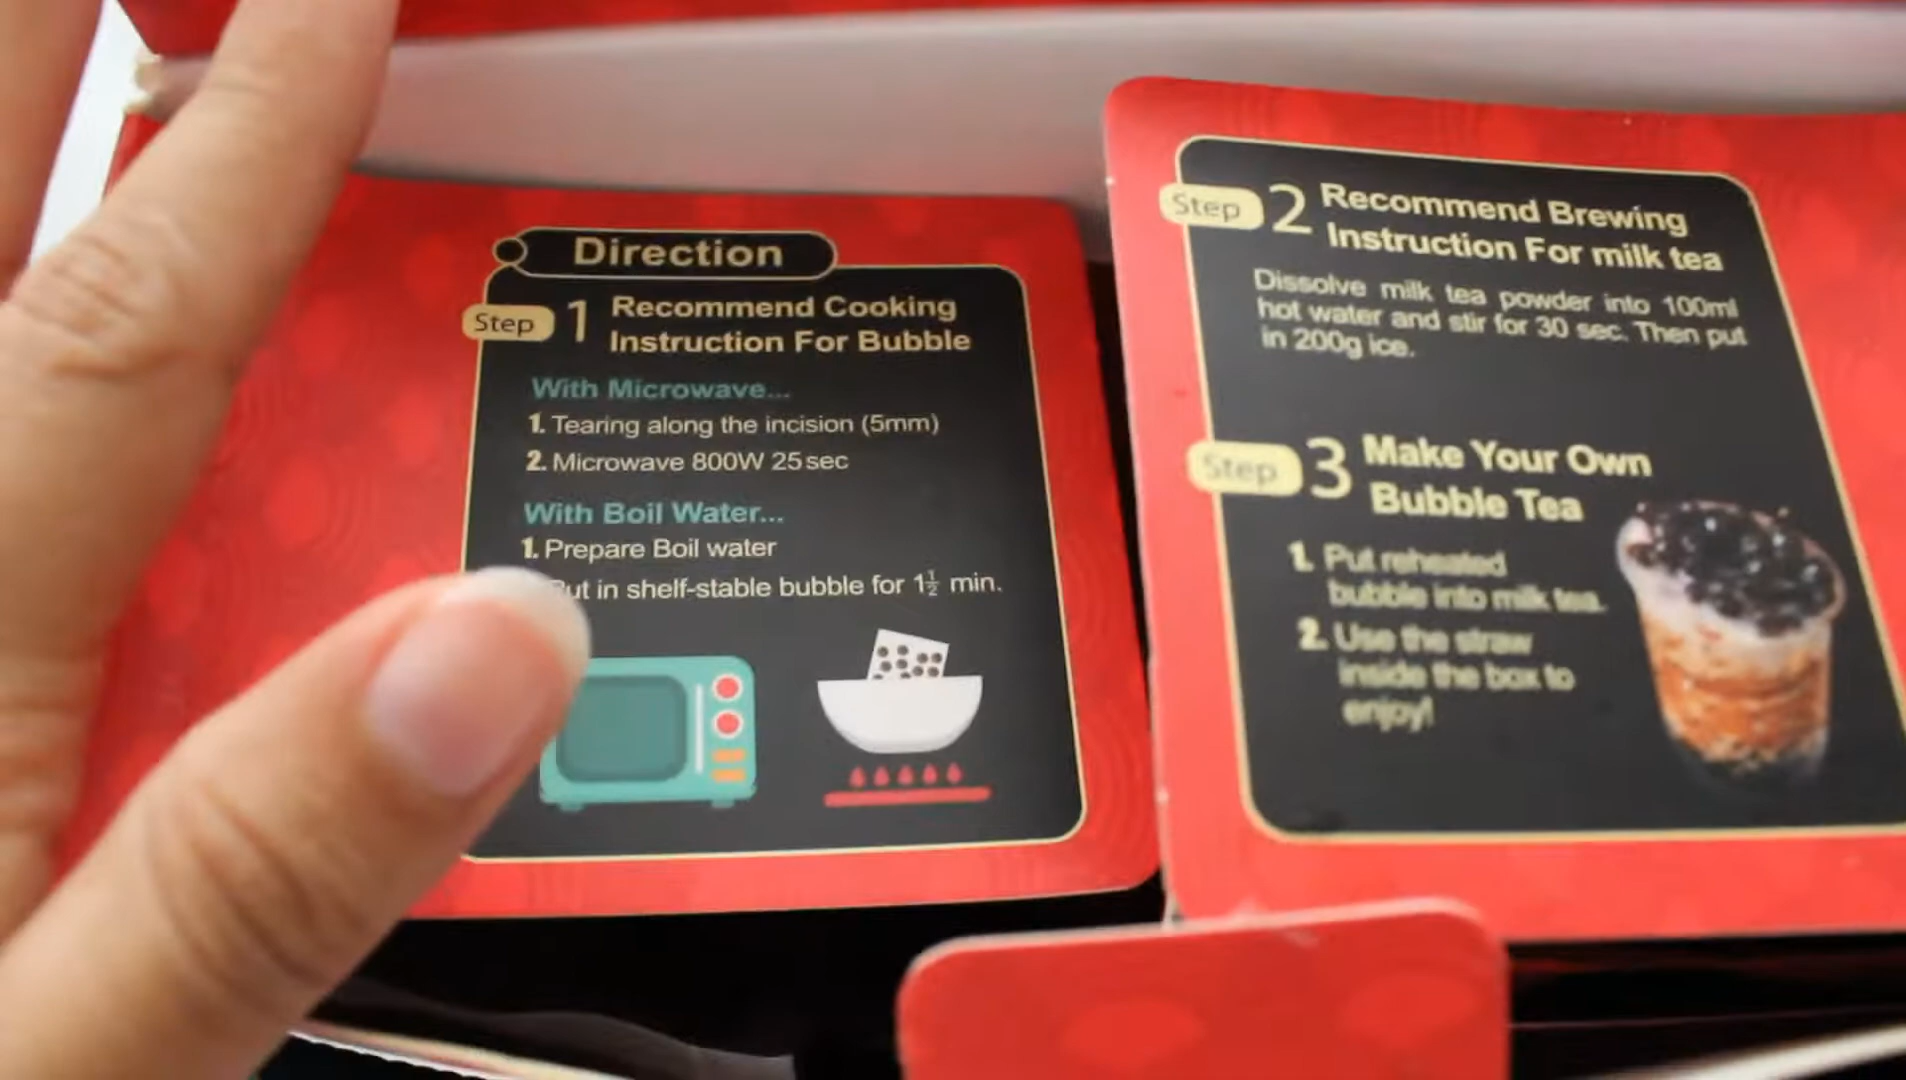 Direction
Step 1 Recommend Cooking
Instruction For Bubble
With Microwave...
1. Tearing along the incision (5mm)
2. Microwave 800W 25sec
With Boil Water...
1. Prepare Boil water
Put in shelf-stable bubble for 1½ min.
Step 2 Recommend Brewing
Instruction For milk tea
Dissolve milk tea powder into 100ml
hot water and stir for 30 sec. Then put
in 200g ice.
Step 3 Make Your Own
Bubble Tea
1. Put reheated
bubble into milk tea.
2. Use the straw
inside the box to
enjoy!